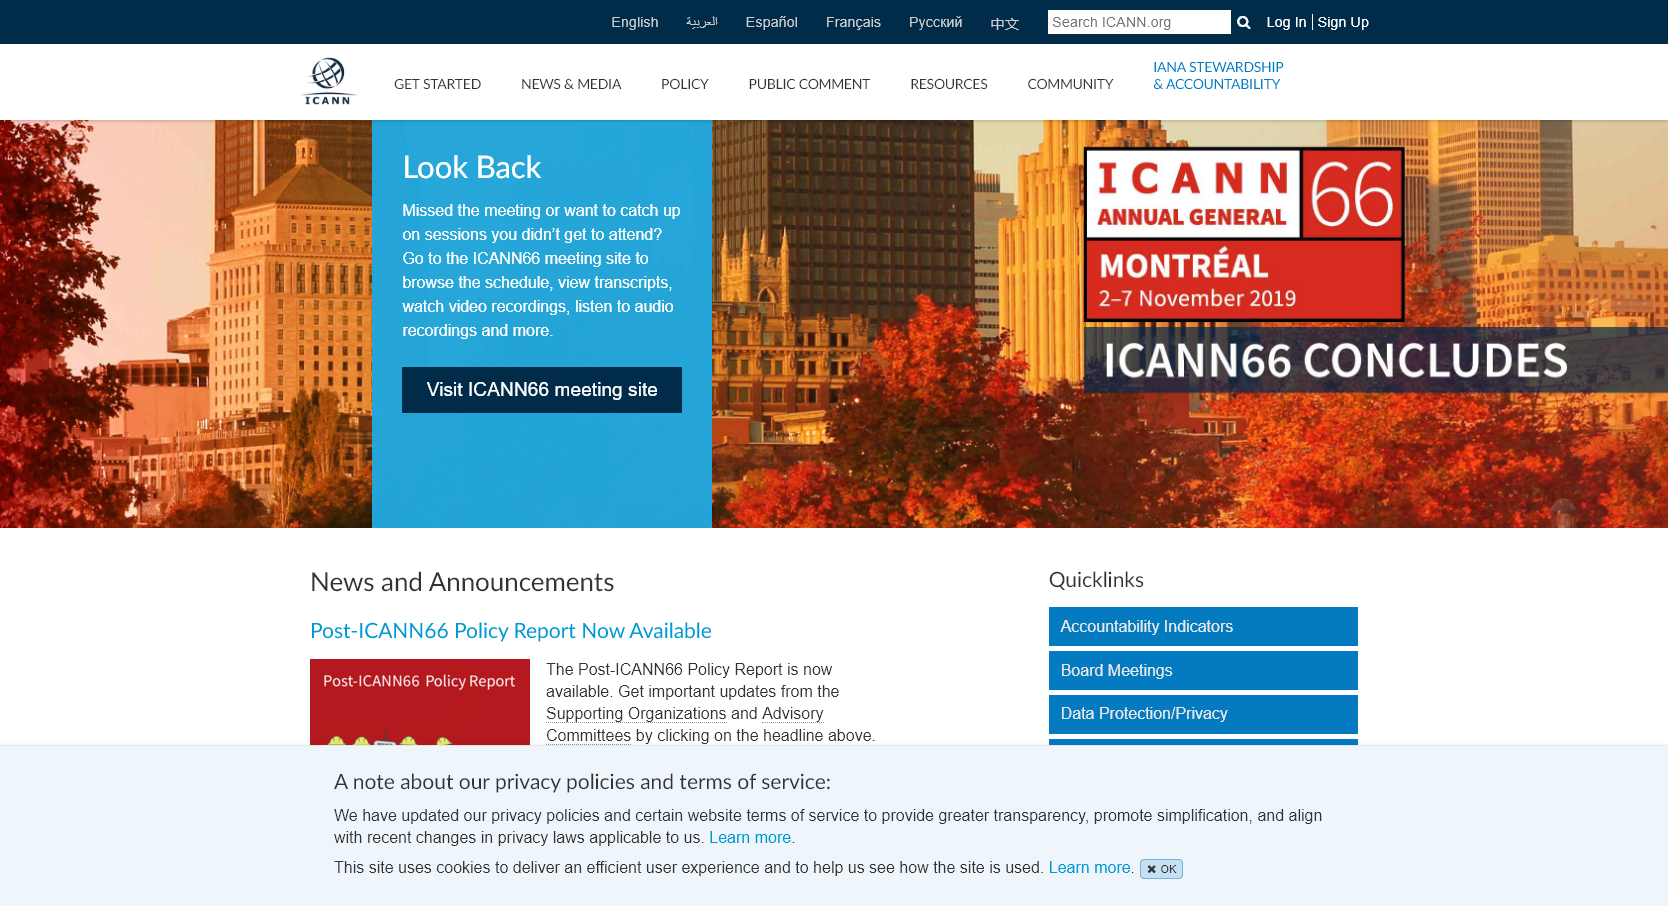 English
العربية
Español
Français
Русский
中文
Search ICANN.org
Log In | Sign Up
ICANN
GET STARTED
NEWS & MEDIA
POLICY
PUBLIC COMMENT
RESOURCES
COMMUNITY
IANA STEWARDSHIP
& ACCOUNTABILITY
Look Back
Missed the meeting or want to catch up
on sessions you didn’t get to attend?
Go to the ICANN66 meeting site to
browse the schedule, view transcripts,
watch video recordings, listen to audio
recordings and more.
Visit ICANN66 meeting site
ICANN 66
ANNUAL GENERAL
MONTRÉAL
2–7 November 2019
ICANN66 CONCLUDES
News and Announcements
Post-ICANN66 Policy Report Now Available
Post-ICANN66 Policy Report
The Post-ICANN66 Policy Report is now
available. Get important updates from the
Supporting Organizations and Advisory
Committees by clicking on the headline above.
Quicklinks
Accountability Indicators
Board Meetings
Data Protection/Privacy
A note about our privacy policies and terms of service:
We have updated our privacy policies and certain website terms of service to provide greater transparency, promote simplification, and align
with recent changes in privacy laws applicable to us. Learn more.
This site uses cookies to deliver an efficient user experience and to help us see how the site is used. Learn more. ✖ OK